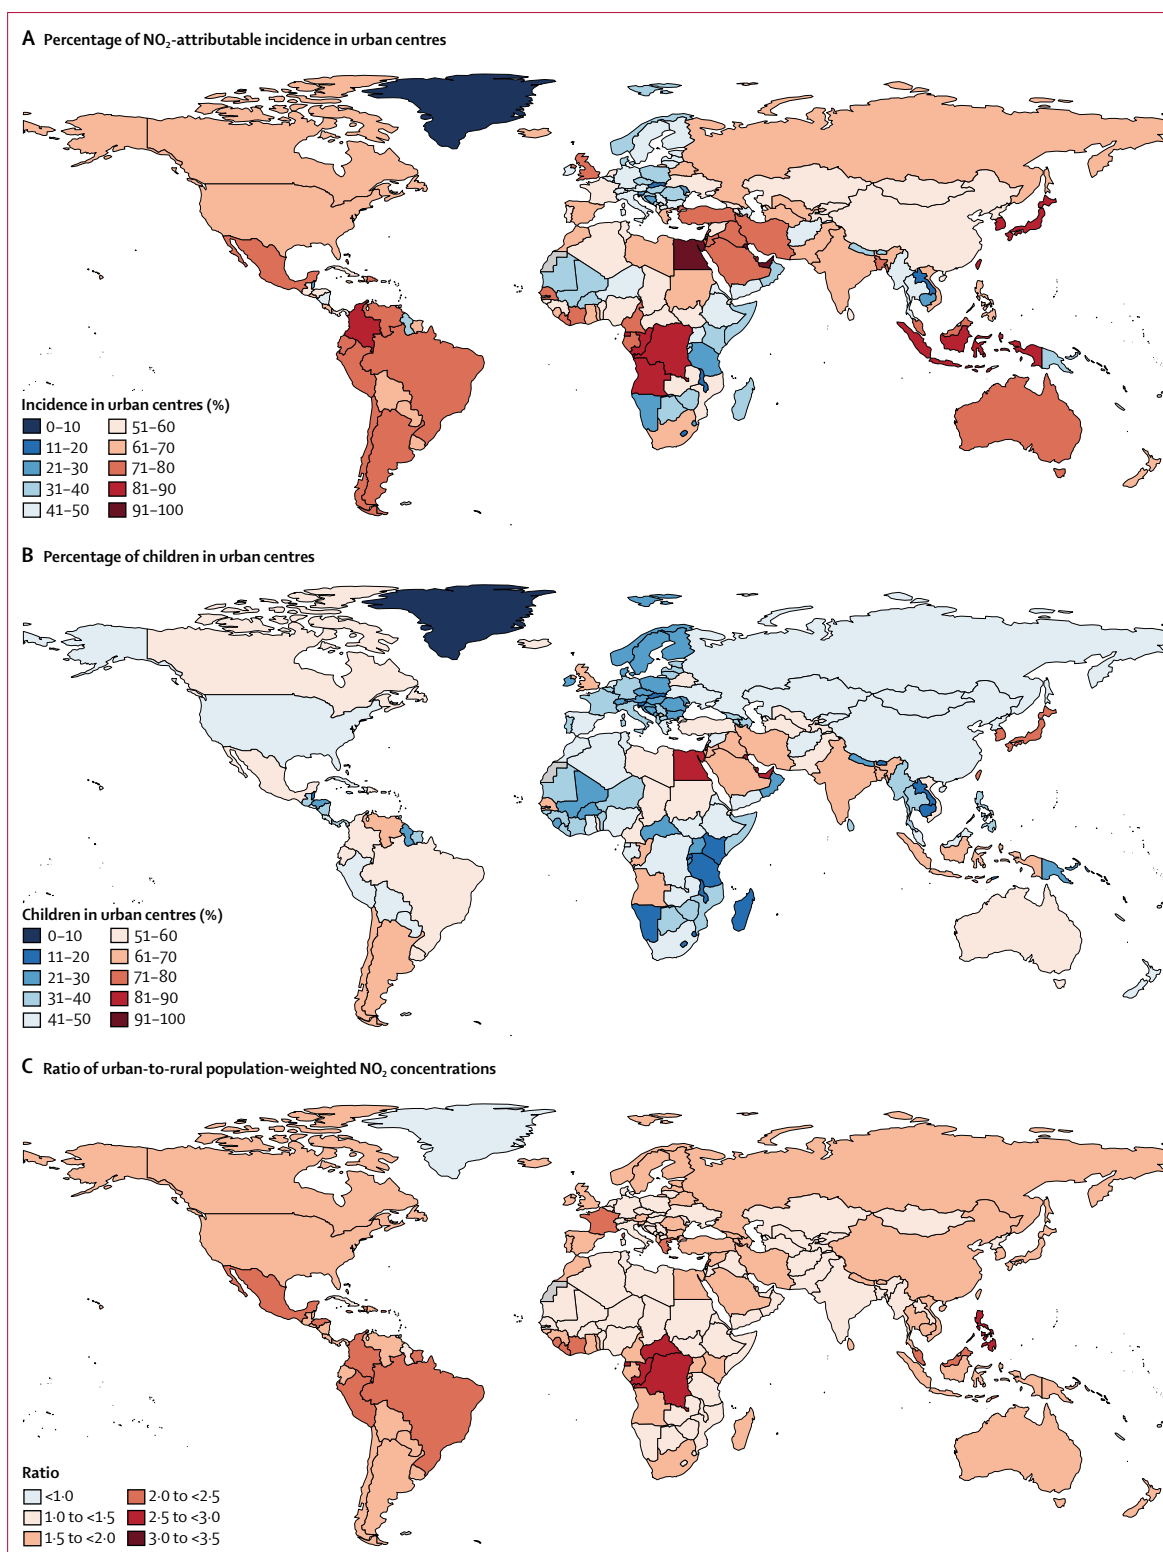 A Percentage of NO₂-attributable incidence in urban centres
Incidence in urban centres (%)
0–10 51–60
11–20 61–70
21–30 71–80
31–40 81–90
41–50 91–100
B Percentage of children in urban centres
Children in urban centres (%)
0–10 51–60
11–20 61–70
21–30 71–80
31–40 81–90
41–50 91–100
C Ratio of urban-to-rural population-weighted NO₂ concentrations
Ratio
<1·0 2·0 to <2·5
1·0 to <1·5 2·5 to <3·0
1·5 to <2·0 3·0 to <3·5